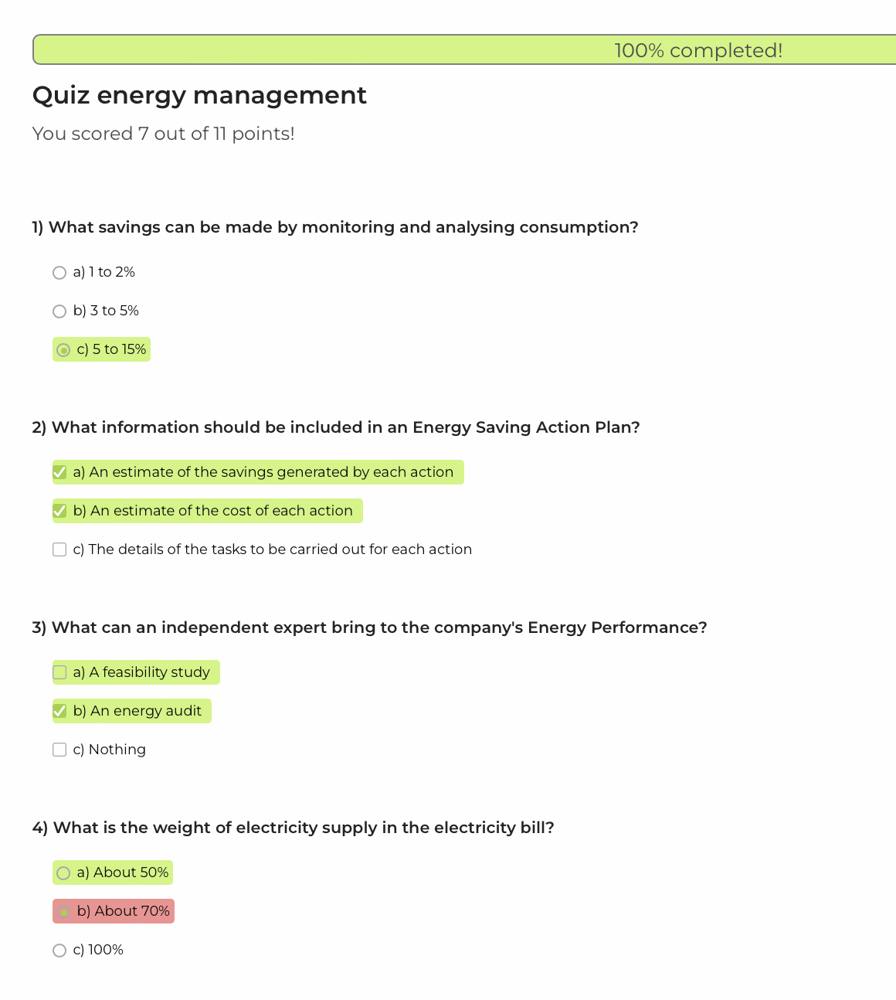 100% completed!
Quiz energy management
You scored 7 out of 11 points!
1) What savings can be made by monitoring and analysing consumption?
a) 1 to 2%
b) 3 to 5%
c) 5 to 15%
2) What information should be included in an Energy Saving Action Plan?
a) An estimate of the savings generated by each action
b) An estimate of the cost of each action
c) The details of the tasks to be carried out for each action
3) What can an independent expert bring to the company's Energy Performance?
a) A feasibility study
b) An energy audit
c) Nothing
4) What is the weight of electricity supply in the electricity bill?
a) About 50%
b) About 70%
c) 100%